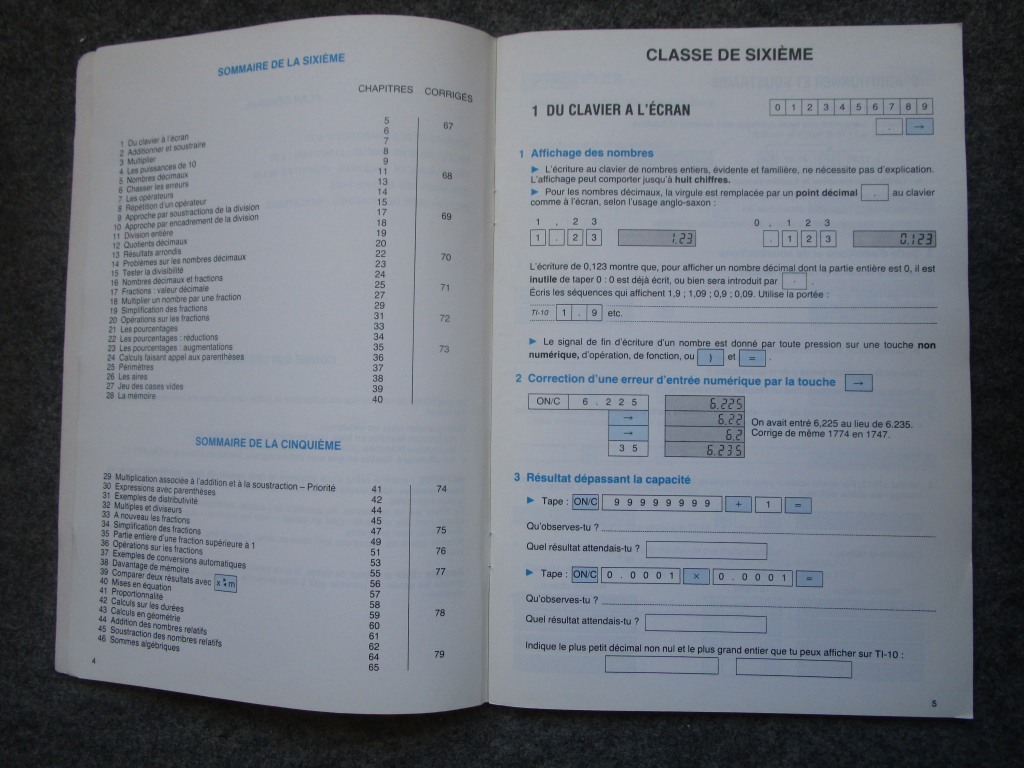 SOMMAIRE DE LA SIXIÈME
CHAPITRES CORRIGÉS
1 Du clavier à l'écran 5 67
2 Additionner et soustraire 6
3 Multiplier 7
4 Les puissances de 10 8
5 Nombres décimaux 9
6 Chasser les erreurs 11 68
7 Les opérateurs 13
8 Répétition d'un opérateur 14
9 Approche par soustractions de la division 15
10 Approche par encadrement de la division 17 69
11 Division entière 18
12 Quotients décimaux 19
13 Résultats arrondis 20
14 Problèmes sur les nombres décimaux 22 70
15 Tester la divisibilité 23
16 Nombres décimaux et fractions 24
17 Fractions : valeur décimale 25 71
18 Multiplier un nombre par une fraction 27
19 Simplification des fractions 29
20 Opérations sur les fractions 31 72
21 Les pourcentages 33
22 Les pourcentages : réductions 34
23 Les pourcentages : augmentations 35 73
24 Calculs faisant appel aux parenthèses 36
25 Périmètres 37
26 Les aires 38
27 Jeu des cases vides 39
28 La mémoire 40
SOMMAIRE DE LA CINQUIÈME
29 Multiplication associée à l'addition et à la soustraction – Priorité 41 74
30 Expressions avec parenthèses 42
31 Exemples de distributivité 44
32 Multiples et diviseurs 45
33 A nouveau les fractions 47 75
34 Simplification des fractions 49
35 Partie entière d'une fraction supérieure à 1 51 76
36 Opérations sur les fractions 53
37 Exemples de conversions automatiques 55 77
38 Davantage de mémoire 56
39 Comparer deux résultats avec x:m 57
40 Mises en équation 58
41 Proportionnalité 59 78
42 Calculs sur les durées 60
43 Calculs en géométrie 61
44 Addition des nombres relatifs 62
45 Soustraction des nombres relatifs 64 79
46 Sommes algébriques 65
4
CLASSE DE SIXIÈME
1 DU CLAVIER A L'ÉCRAN
0 1 2 3 4 5 6 7 8 9
. →
1 Affichage des nombres
► L'écriture au clavier de nombres entiers, évidente et familière, ne nécessite pas d'explication.
L'affichage peut comporter jusqu'à huit chiffres.
► Pour les nombres décimaux, la virgule est remplacée par un point décimal . au clavier
comme à l'écran, selon l'usage anglo-saxon :
1 , 2 3 0 , 1 2 3
1 . 2 3 1.23 . 1 2 3 0.123
L'écriture de 0,123 montre que, pour afficher un nombre décimal dont la partie entière est 0, il est
inutile de taper 0 : 0 est déjà écrit, ou bien sera introduit par .
Écris les séquences qui affichent 1,9 ; 1,09 ; 0,9 ; 0,09. Utilise la portée :
TI-10 1 . 9 etc.
► Le signal de fin d'écriture d'un nombre est donné par toute pression sur une touche non
numérique, d'opération, de fonction, ou ) et = .
2 Correction d'une erreur d'entrée numérique par la touche →
ON/C 6 . 2 2 5 6.225
→ 6.22
→ 6.2
3 5 6.235
On avait entré 6,225 au lieu de 6.235.
Corrige de même 1774 en 1747.
3 Résultat dépassant la capacité
► Tape : ON/C 9 9 9 9 9 9 9 9 + 1 =
Qu'observes-tu ?
Quel résultat attendais-tu ?
► Tape : ON/C 0 . 0 0 0 1 × 0 . 0 0 0 1 =
Qu'observes-tu ?
Quel résultat attendais-tu ?
Indique le plus petit décimal non nul et le plus grand entier que tu peux afficher sur TI-10 :
5